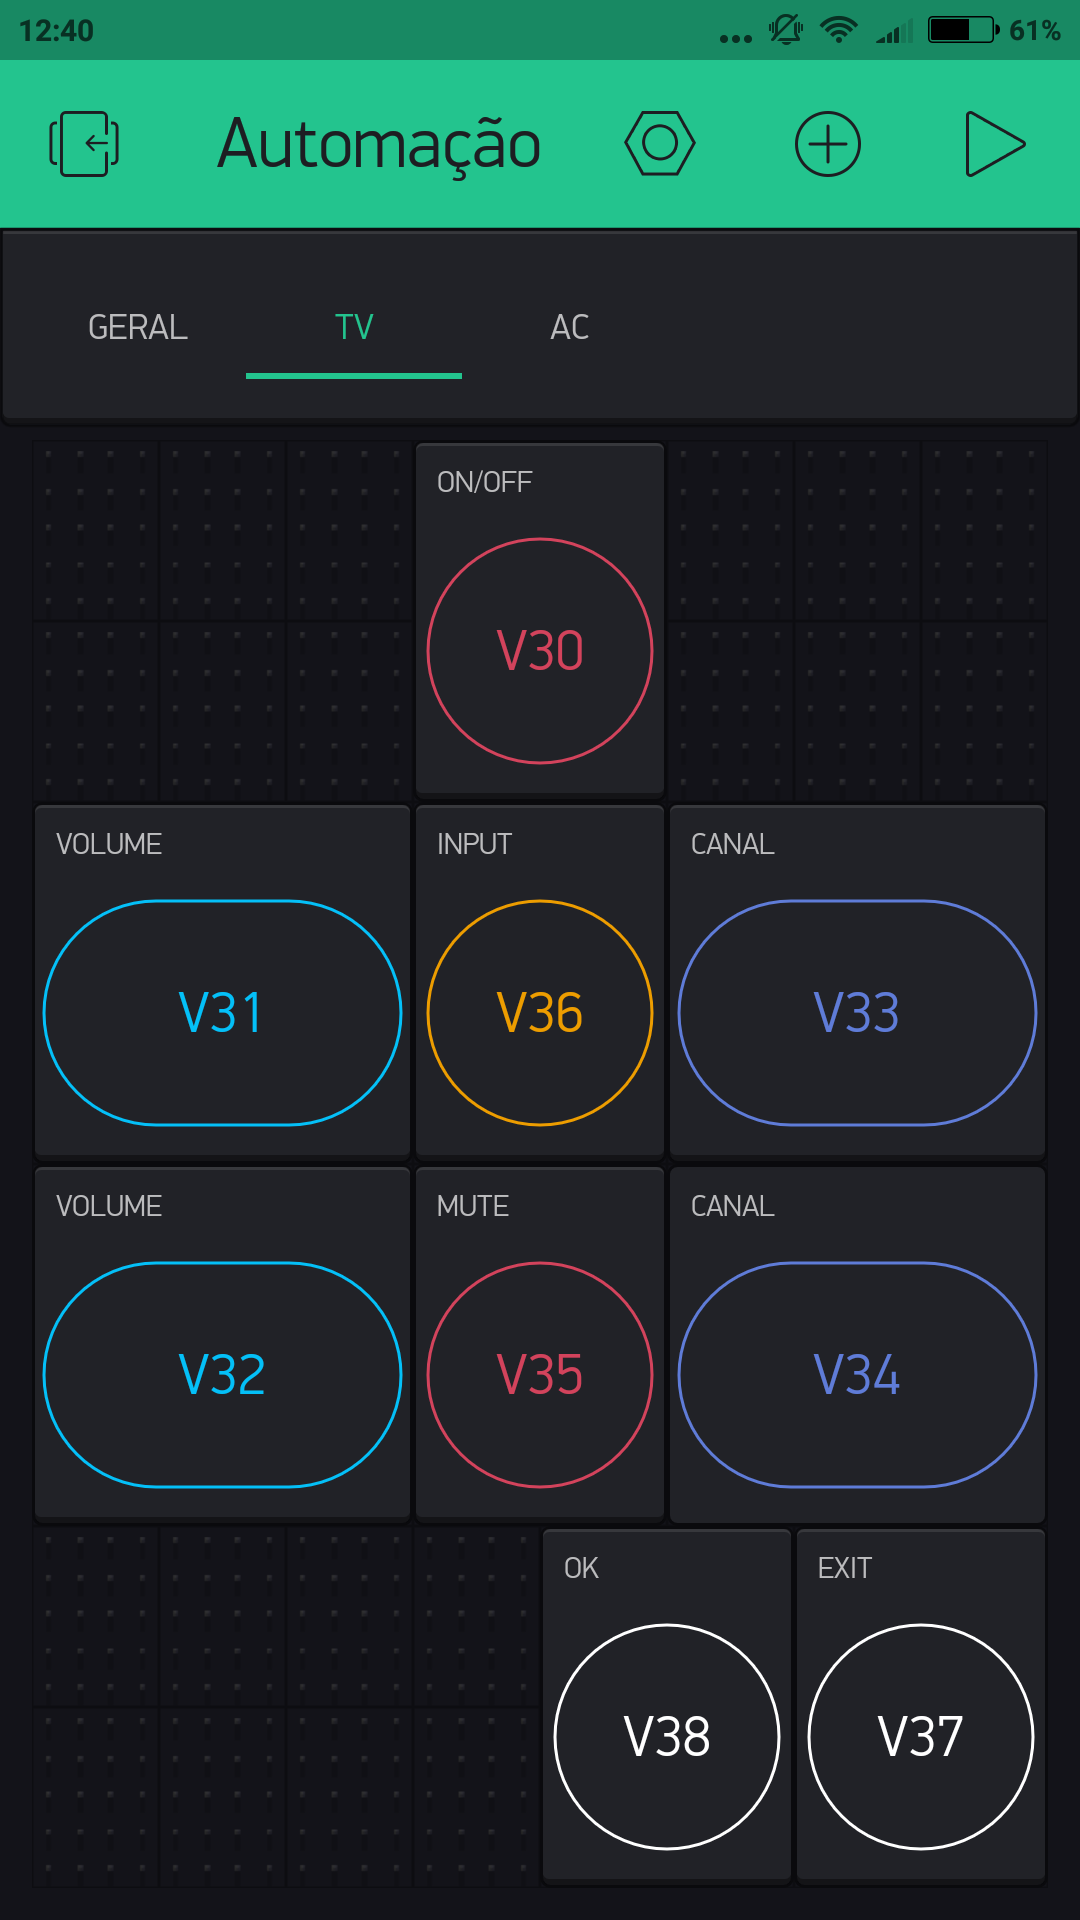 12:40 61%
Automação
GERAL TV AC
ON/OFF
V30
VOLUME INPUT CANAL
V31 V36 V33
VOLUME MUTE CANAL
V32 V35 V34
OK EXIT
V38 V37